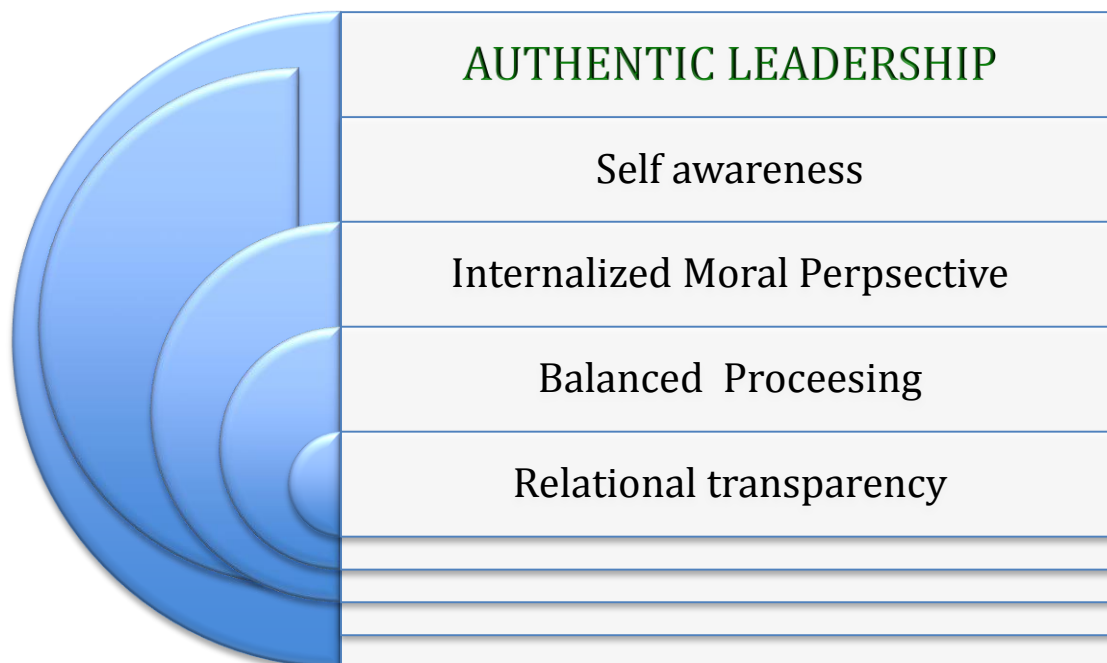 AUTHENTIC LEADERSHIP
Self awareness
Internalized Moral Perpsective
Balanced  Proceesing
Relational transparency